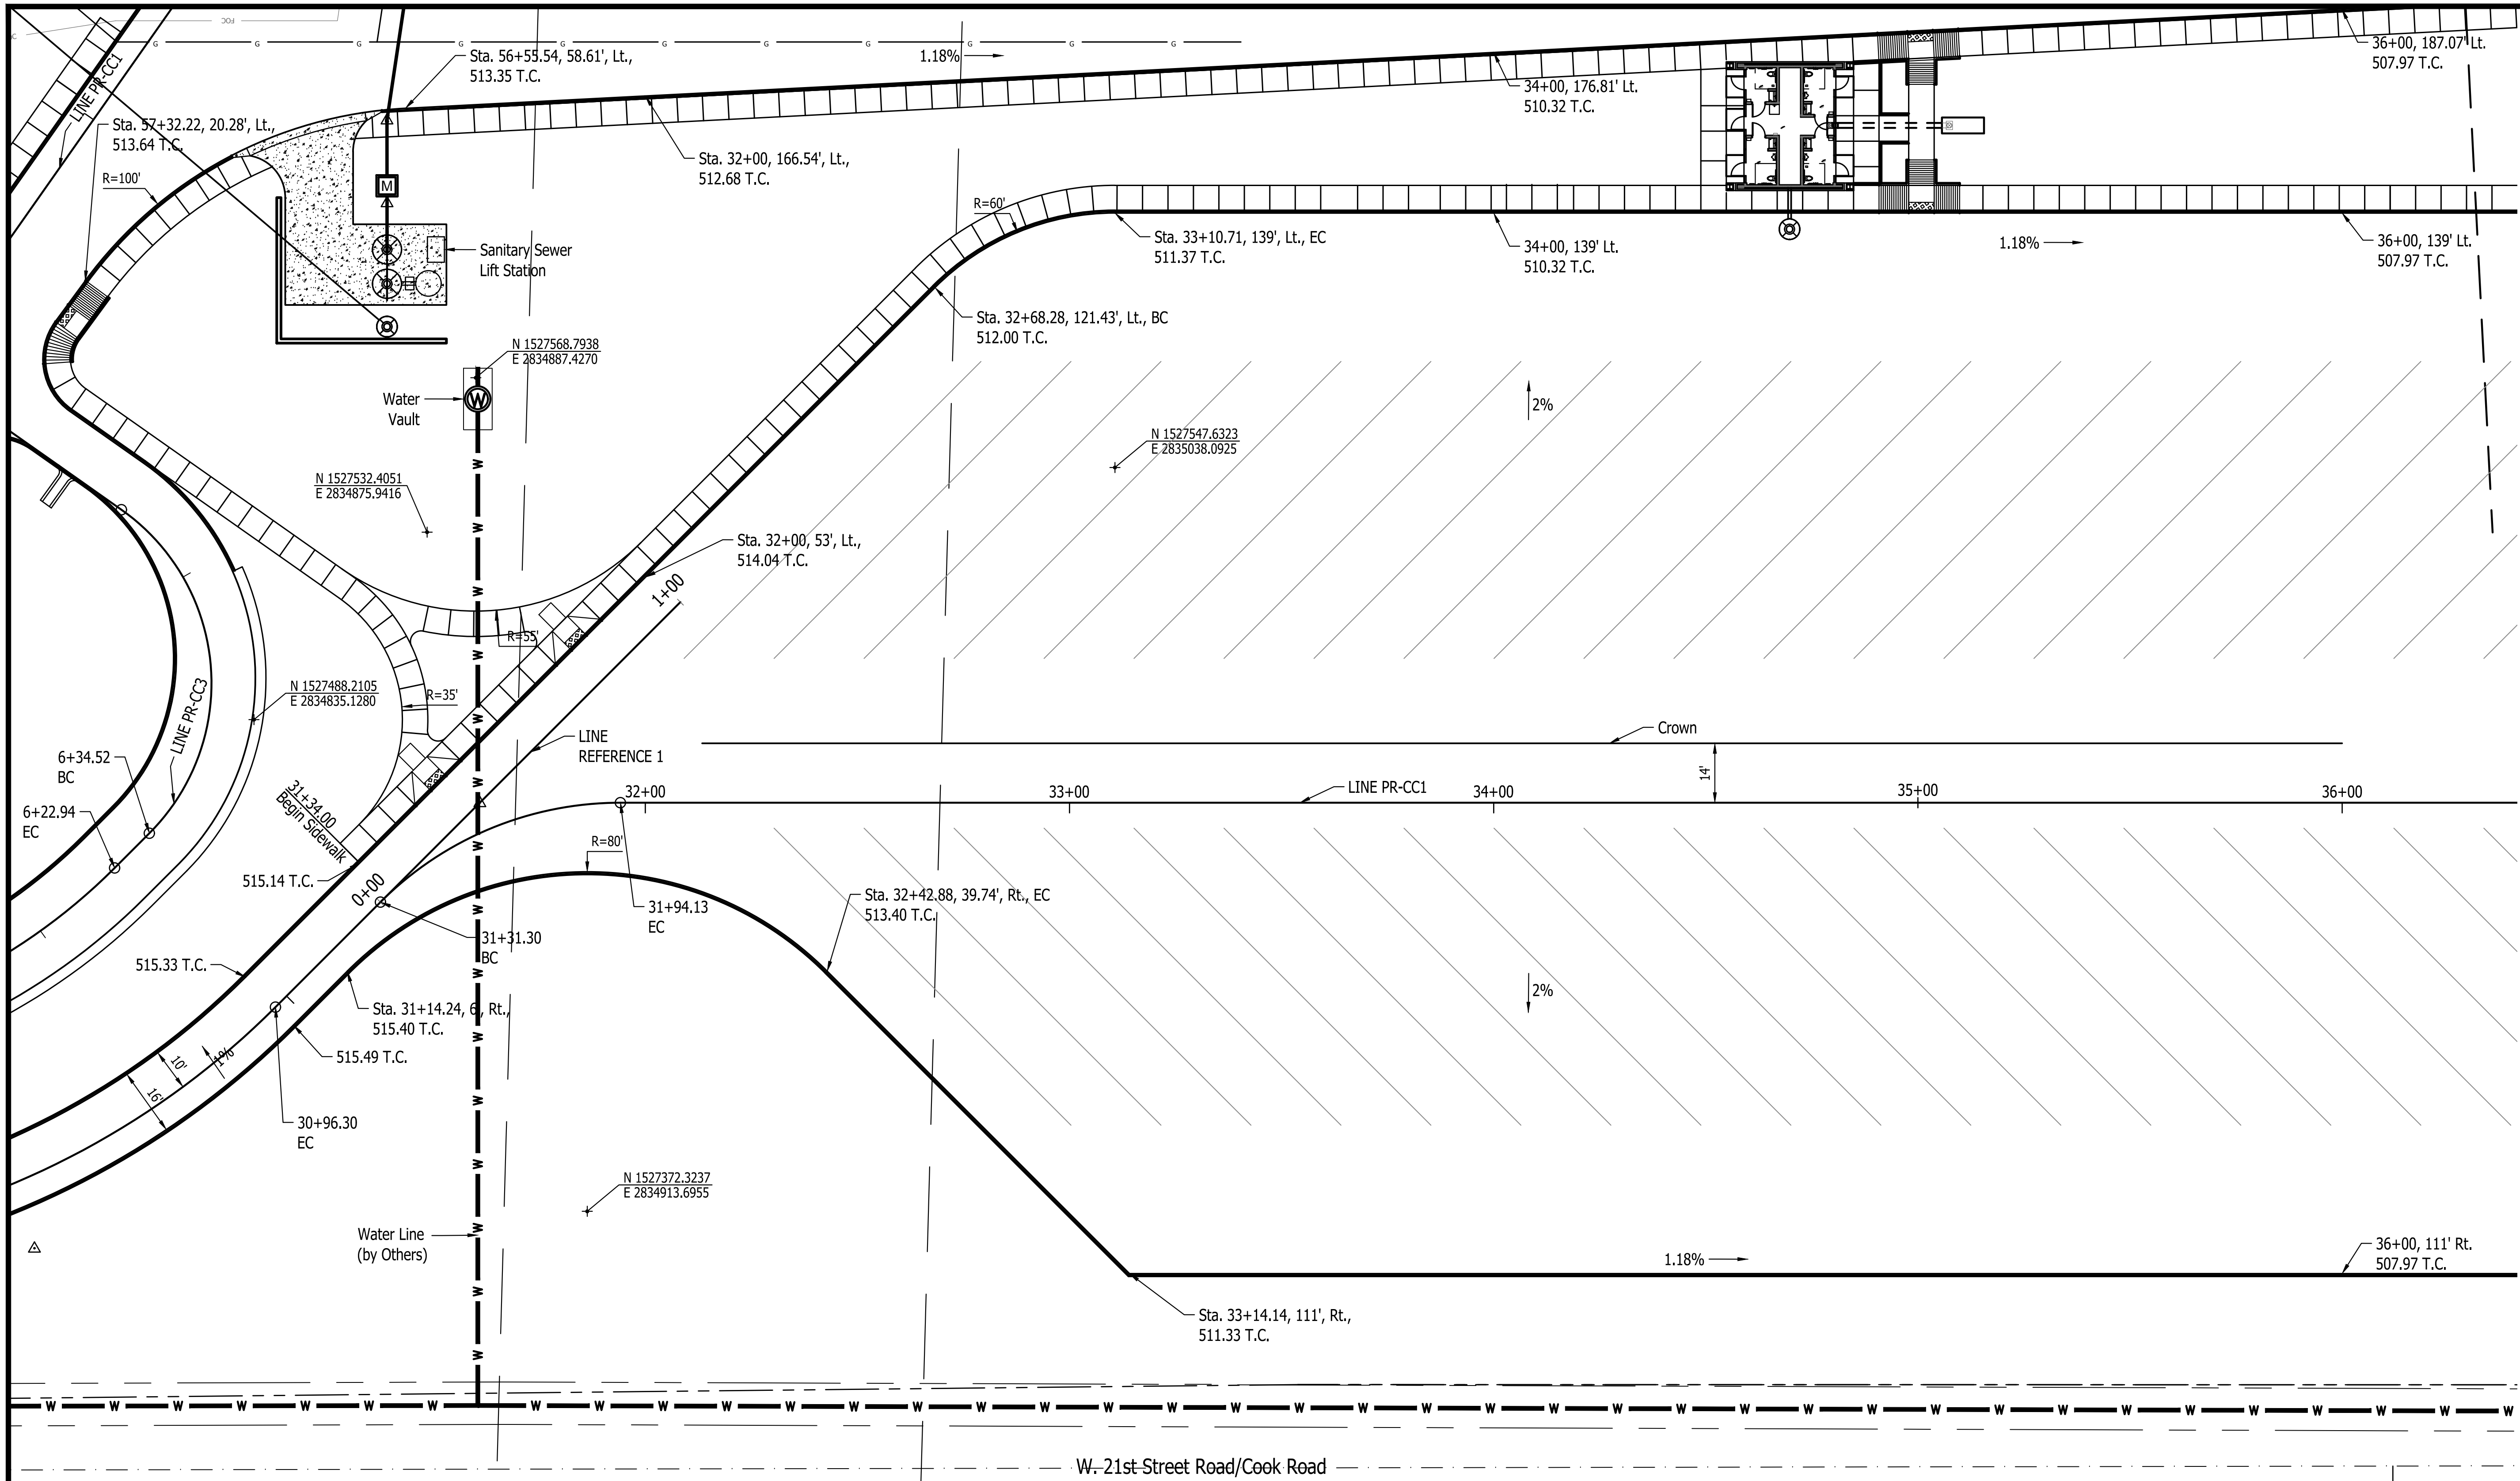 FOC
G G G G G G G G G G G
LINE PR-CC1
Sta. 56+55.54, 58.61', Lt.,
513.35 T.C.
1.18%
36+00, 187.07' Lt.
507.97 T.C.
34+00, 176.81' Lt.
510.32 T.C.
Sta. 57+32.22, 20.28', Lt.,
513.64 T.C.
Sta. 32+00, 166.54', Lt.,
512.68 T.C.
R=100'
M
R=60'
Sanitary Sewer
Lift Station
Sta. 33+10.71, 139', Lt., EC
511.37 T.C.
34+00, 139' Lt.
510.32 T.C.
1.18%
36+00, 139' Lt.
507.97 T.C.
Sta. 32+68.28, 121.43', Lt., BC
512.00 T.C.
N 1527568.7938
E 2834887.4270
Water
Vault
W
2%
N 1527547.6323
E 2835038.0925
N 1527532.4051
E 2834875.9416
Sta. 32+00, 53', Lt.,
514.04 T.C.
1+00
R=55'
N 1527488.2105
E 2834835.1280
R=35'
LINE PR-CC3
LINE
REFERENCE 1
Crown
14'
6+34.52
BC
6+22.94
EC
31+34.00
Begin Sidewalk
32+00
33+00
LINE PR-CC1
34+00
35+00
36+00
R=80'
515.14 T.C.
0+00
31+94.13
EC
Sta. 32+42.88, 39.74', Rt., EC
513.40 T.C.
31+31.30
BC
515.33 T.C.
Sta. 31+14.24, 6', Rt.,
515.40 T.C.
2%
515.49 T.C.
10'
1%
16'
30+96.30
EC
N 1527372.3237
E 2834913.6955
Water Line
(by Others)
1.18%
36+00, 111' Rt.
507.97 T.C.
Sta. 33+14.14, 111', Rt.,
511.33 T.C.
W W W W W W W W W W W W W W W W W W W W W W W W W W W W W W W W W W W W W W W
W. 21st Street Road/Cook Road